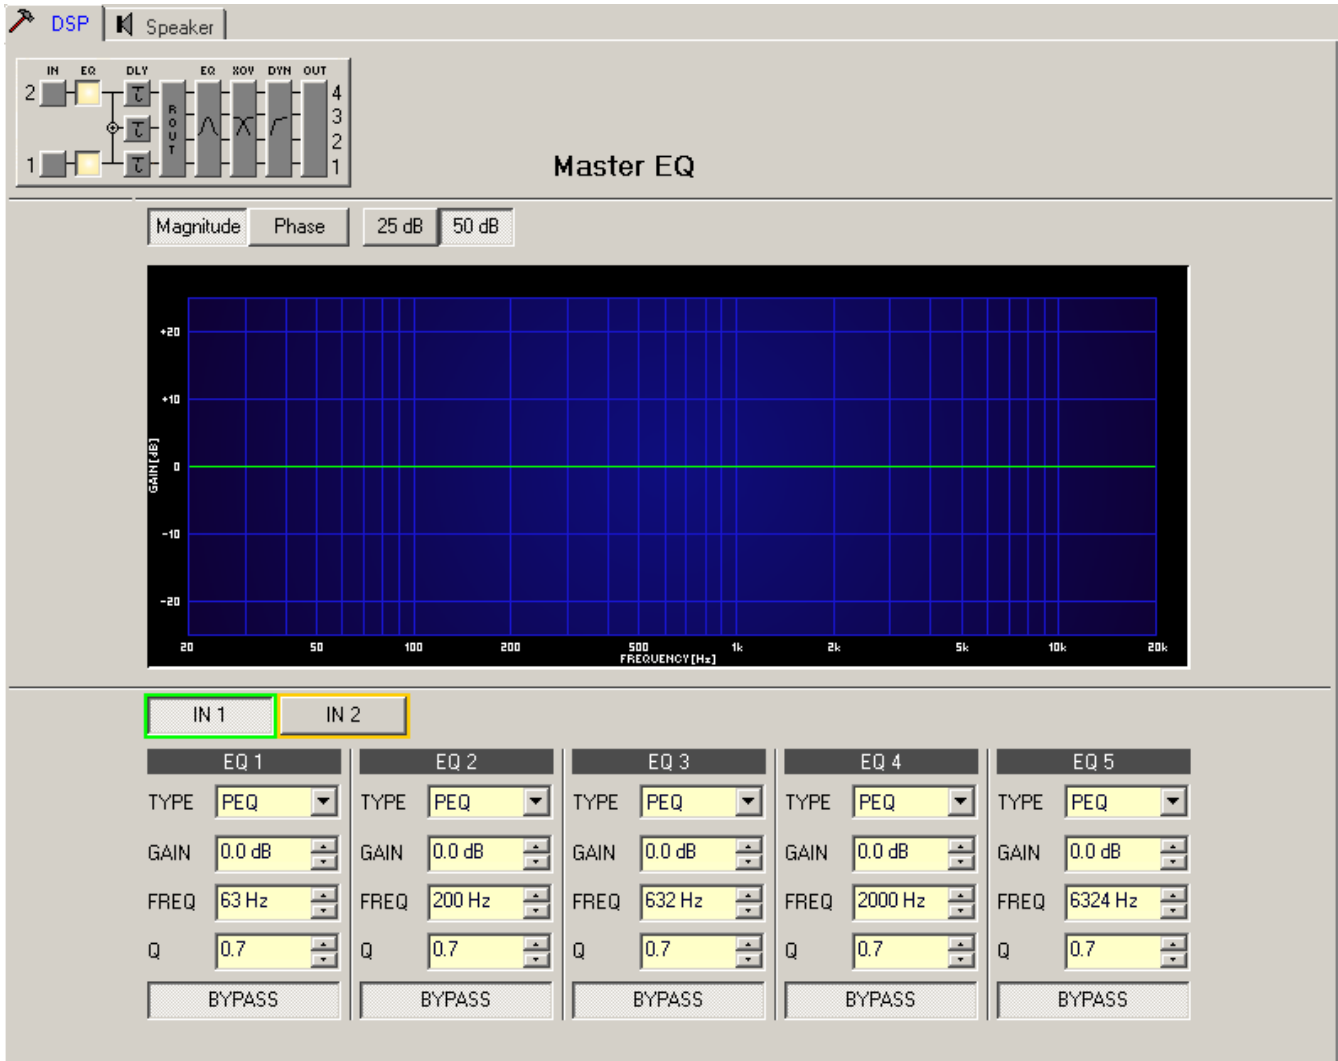 DSP Speaker
IN EQ DLY EQ XOV DYN OUT
2 τ 4
τ ROUT 3
2
1 τ 1
Master EQ
Magnitude Phase 25 dB 50 dB
+20
+10
GAIN[dB]
0
-10
-20
20 50 100 200 500 1k 2k 5k 10k 20k
FREQUENCY[Hz]
IN 1 IN 2
EQ 1 EQ 2 EQ 3 EQ 4 EQ 5
TYPE PEQ TYPE PEQ TYPE PEQ TYPE PEQ TYPE PEQ
GAIN 0.0 dB GAIN 0.0 dB GAIN 0.0 dB GAIN 0.0 dB GAIN 0.0 dB
FREQ 63 Hz FREQ 200 Hz FREQ 632 Hz FREQ 2000 Hz FREQ 6324 Hz
Q 0.7 Q 0.7 Q 0.7 Q 0.7 Q 0.7
BYPASS BYPASS BYPASS BYPASS BYPASS